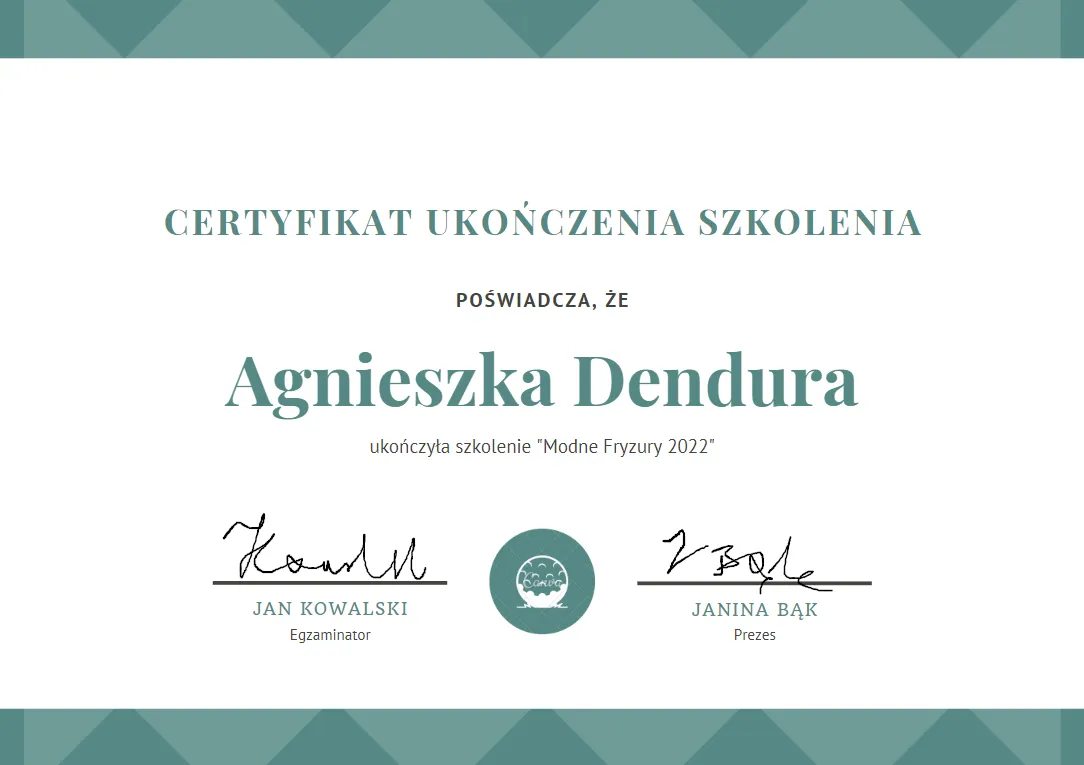 CERTYFIKAT UKOŃCZENIA SZKOLENIA
POŚWIADCZA, ŻE
Agnieszka Dendura
ukończyła szkolenie "Modne Fryzury 2022"
J Kowalski
J Bąk
Canva
JAN KOWALSKI
JANINA BĄK
Egzaminator
Prezes